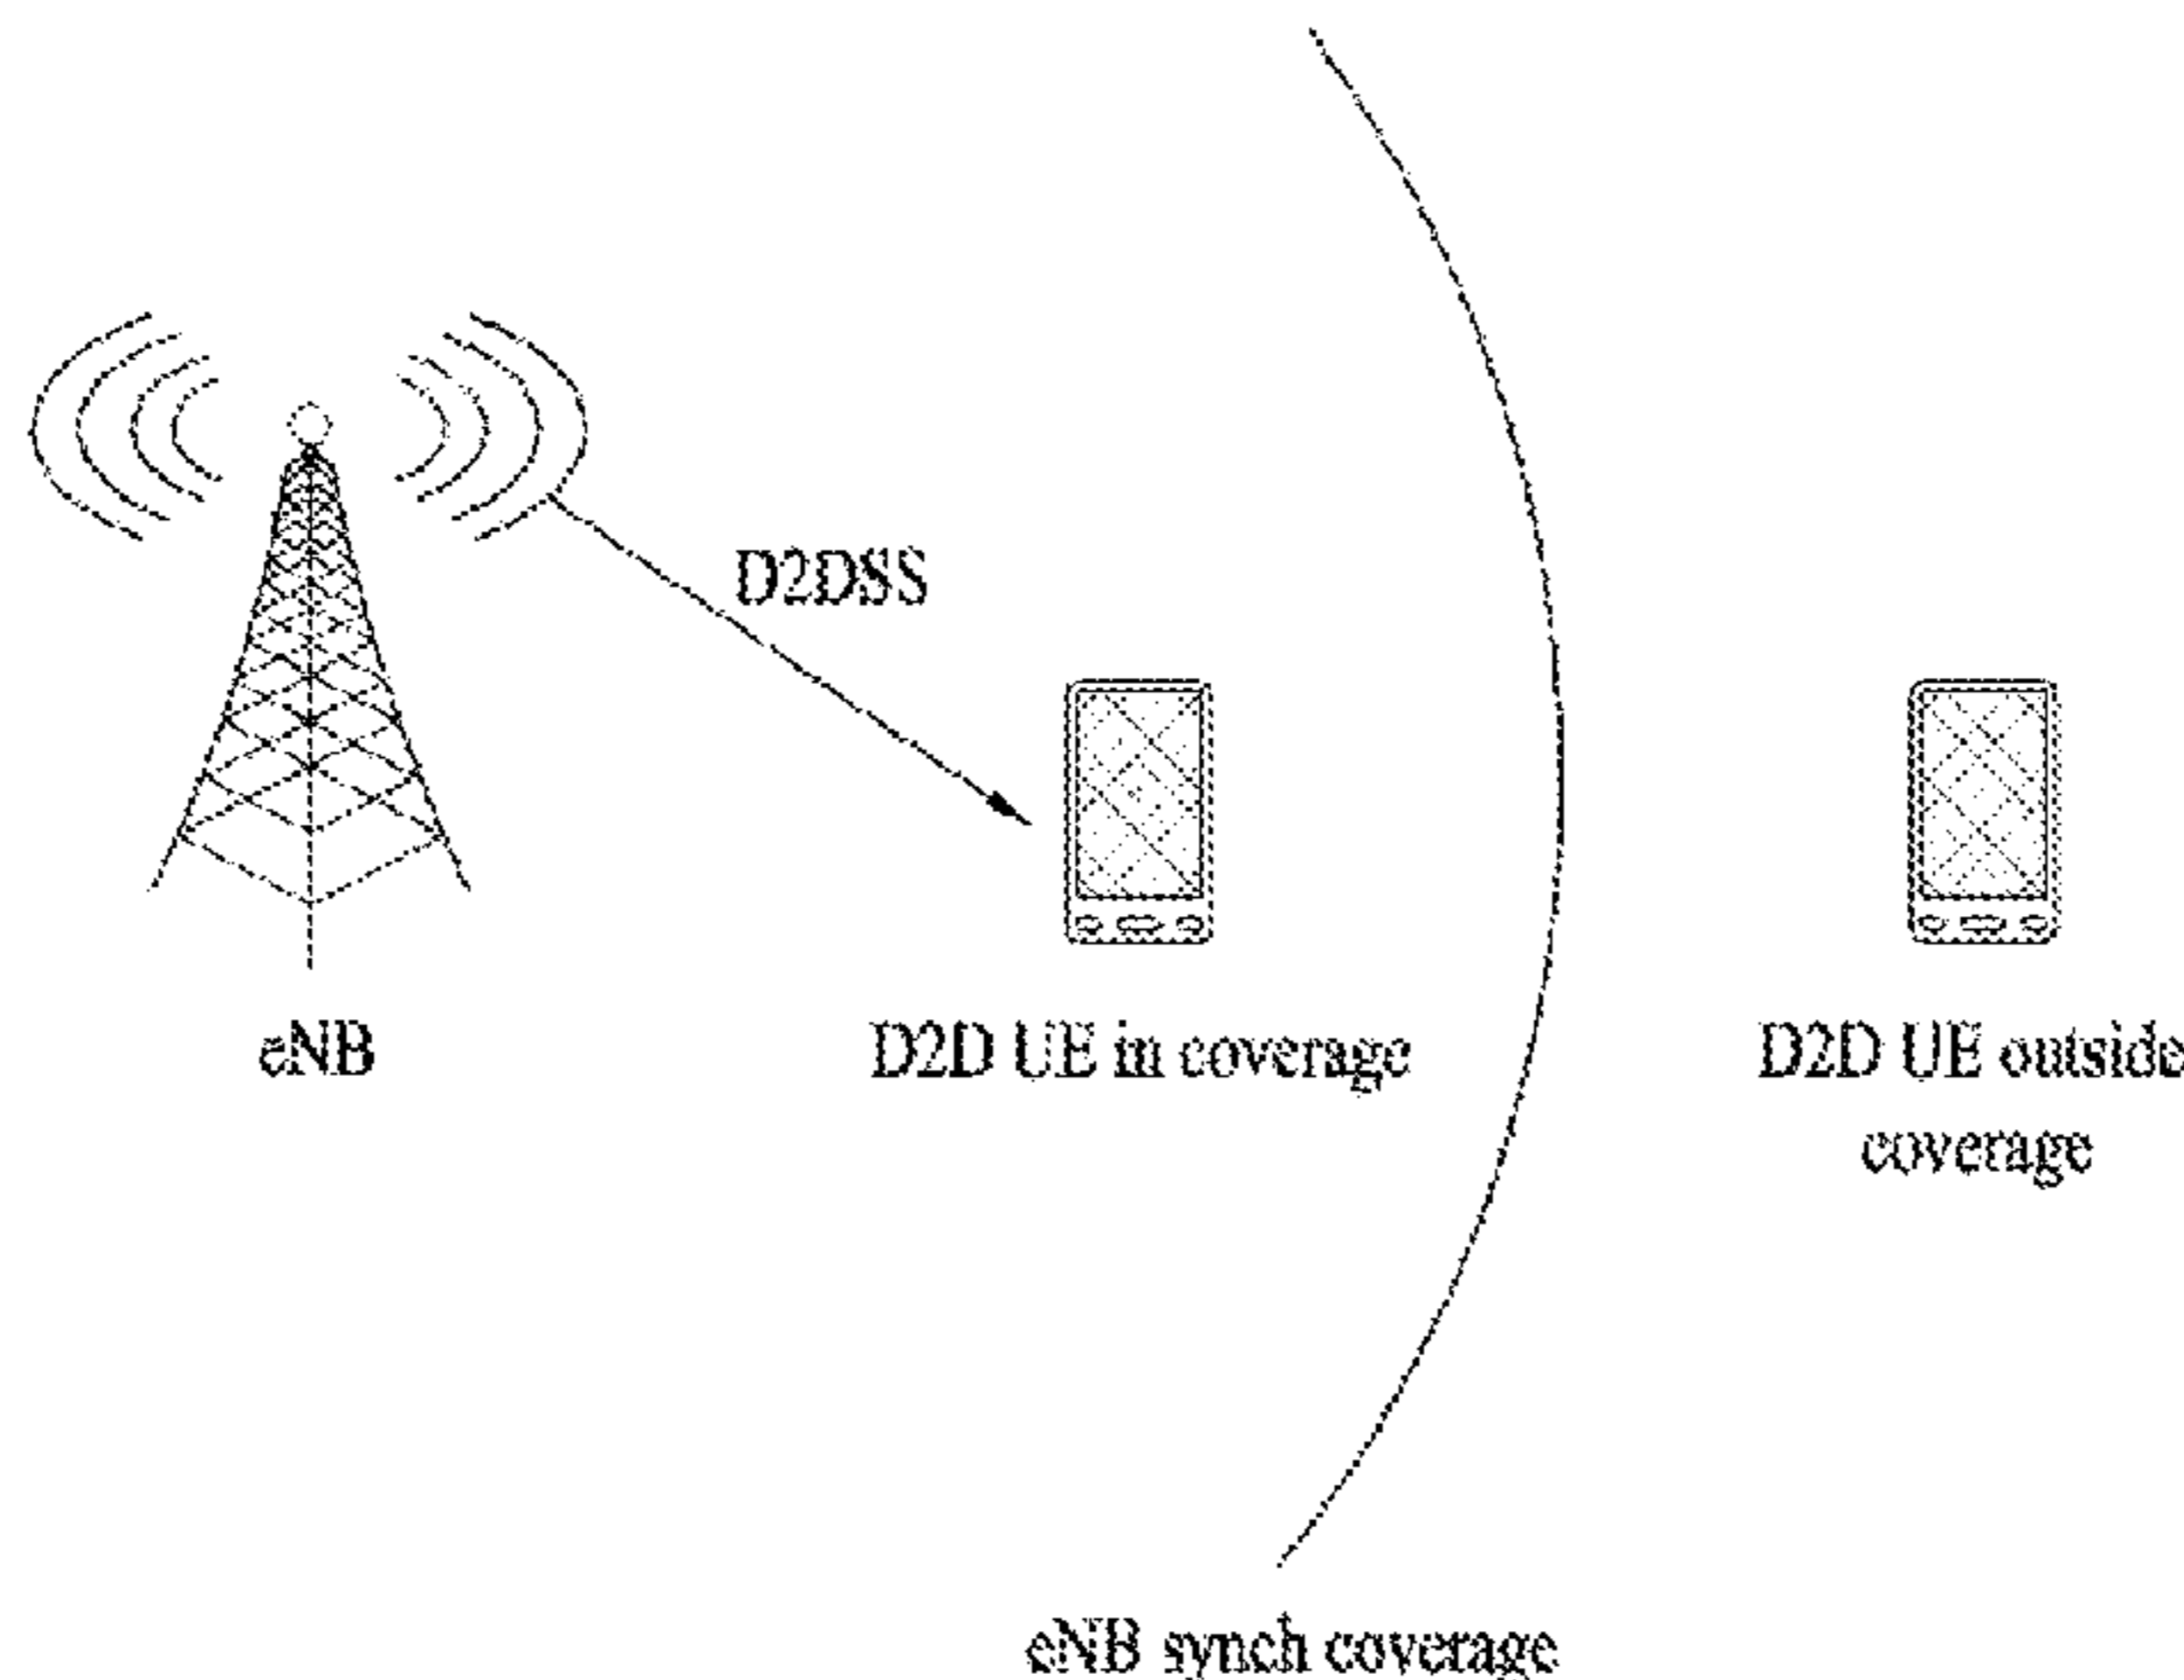 D2DSS
eNB
D2D UE in coverage
D2D UE outside
coverage
eNB synch coverage